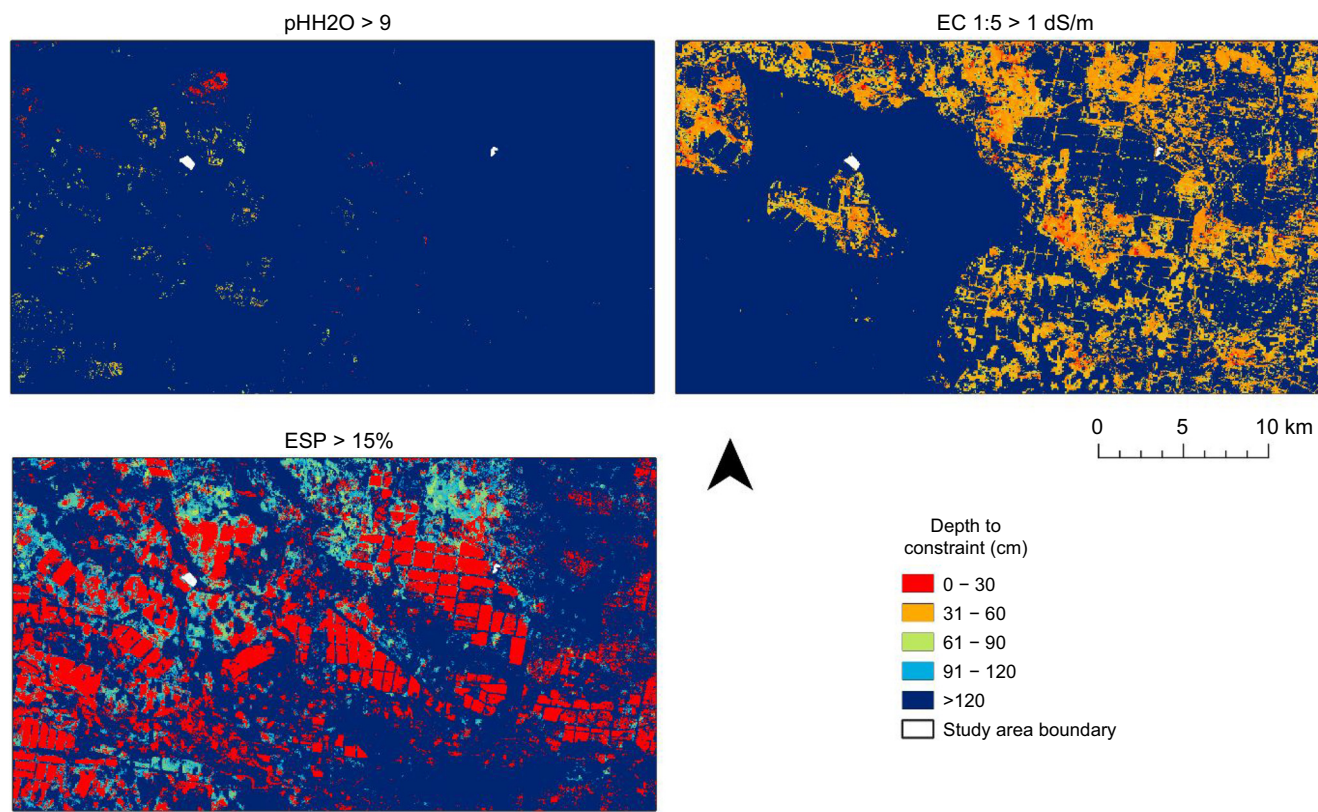 pHH2O > 9
EC 1:5 > 1 dS/m
ESP > 15%
0 5 10 km
Depth to
constraint (cm)
0 – 30
31 – 60
61 – 90
91 – 120
>120
Study area boundary